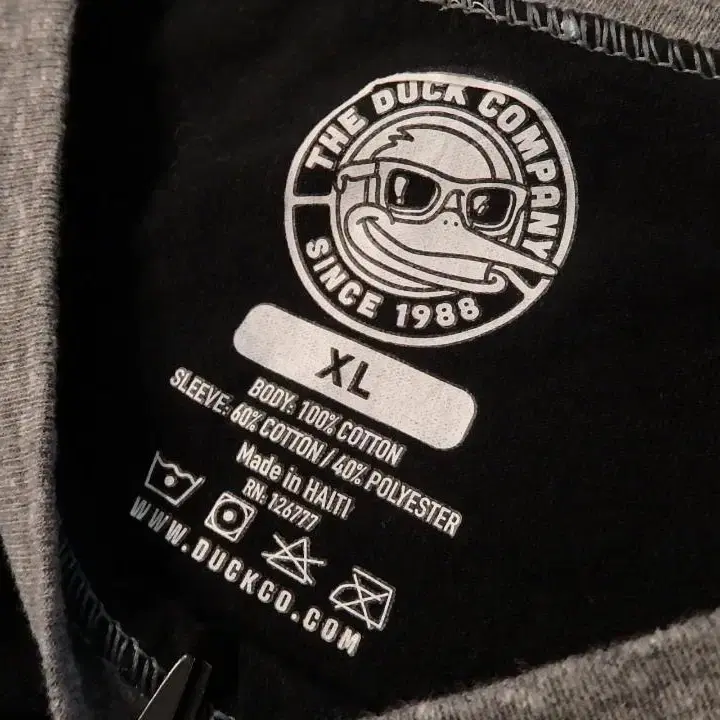 THE DUCK COMPANY
SINCE 1988
XL
BODY: 100% COTTON
SLEEVE: 60% COTTON / 40% POLYESTER
Made in HAITI
RN: 126777
WWW.DUCKCO.COM